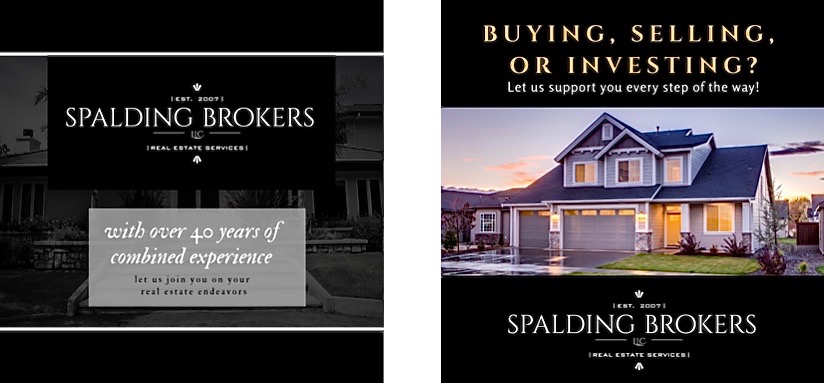 | EST. 2007 |
SPALDING BROKERS
LLC
| REAL ESTATE SERVICES |
with over 40 years of
combined experience
let us join you on your
real estate endeavors
BUYING, SELLING,
OR INVESTING?
Let us support you every step of the way!
| EST. 2007 |
SPALDING BROKERS
LLC
| REAL ESTATE SERVICES |